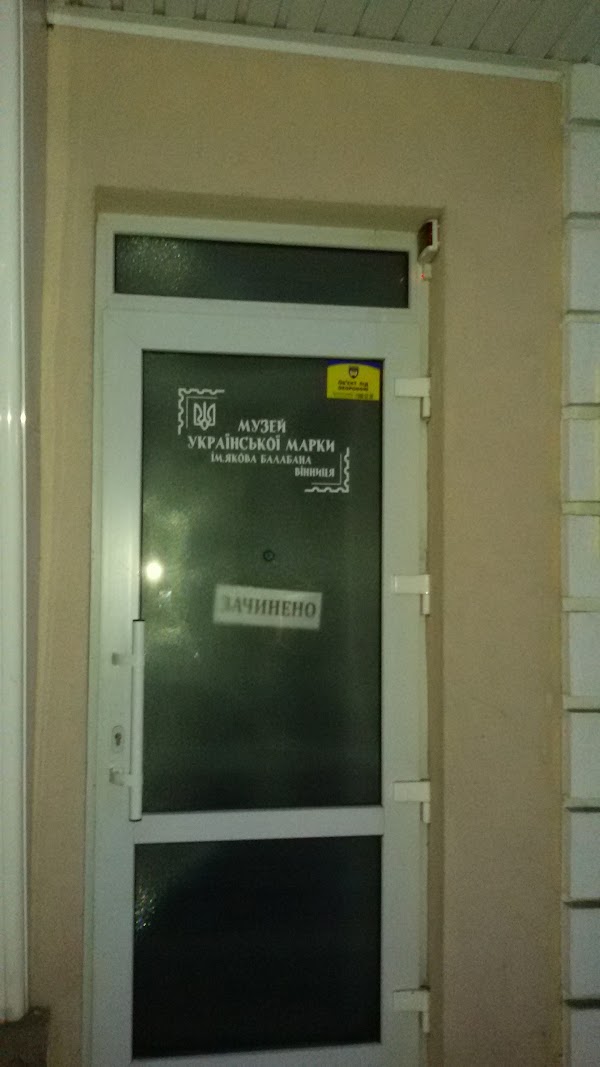 МУЗЕЙ
УКРАЇНСЬКОЇ МАРКИ
ІМ.ЯКОВА БАЛАБАНА
ВІННИЦЯ
ЗАЧИНЕНО